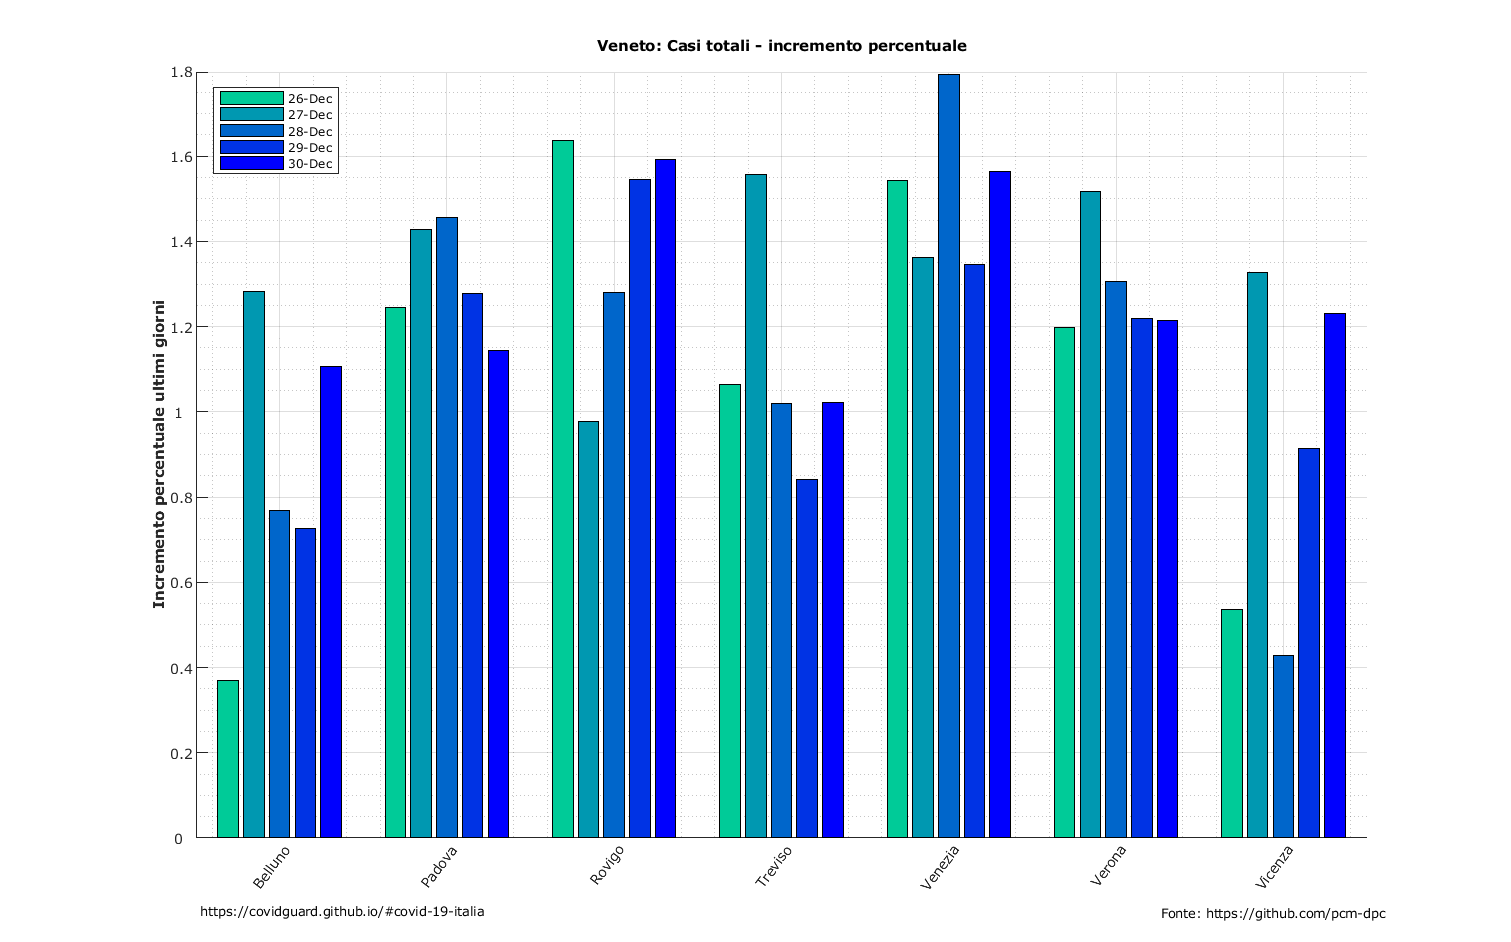 Veneto: Casi totali - incremento percentuale
Incremento percentuale ultimi giorni
1.8
1.6
1.4
1.2
1
0.8
0.6
0.4
0.2
0
26-Dec
27-Dec
28-Dec
29-Dec
30-Dec
Belluno
Padova
Rovigo
Treviso
Venezia
Verona
Vicenza
https://covidguard.github.io/#covid-19-italia
Fonte: https://github.com/pcm-dpc